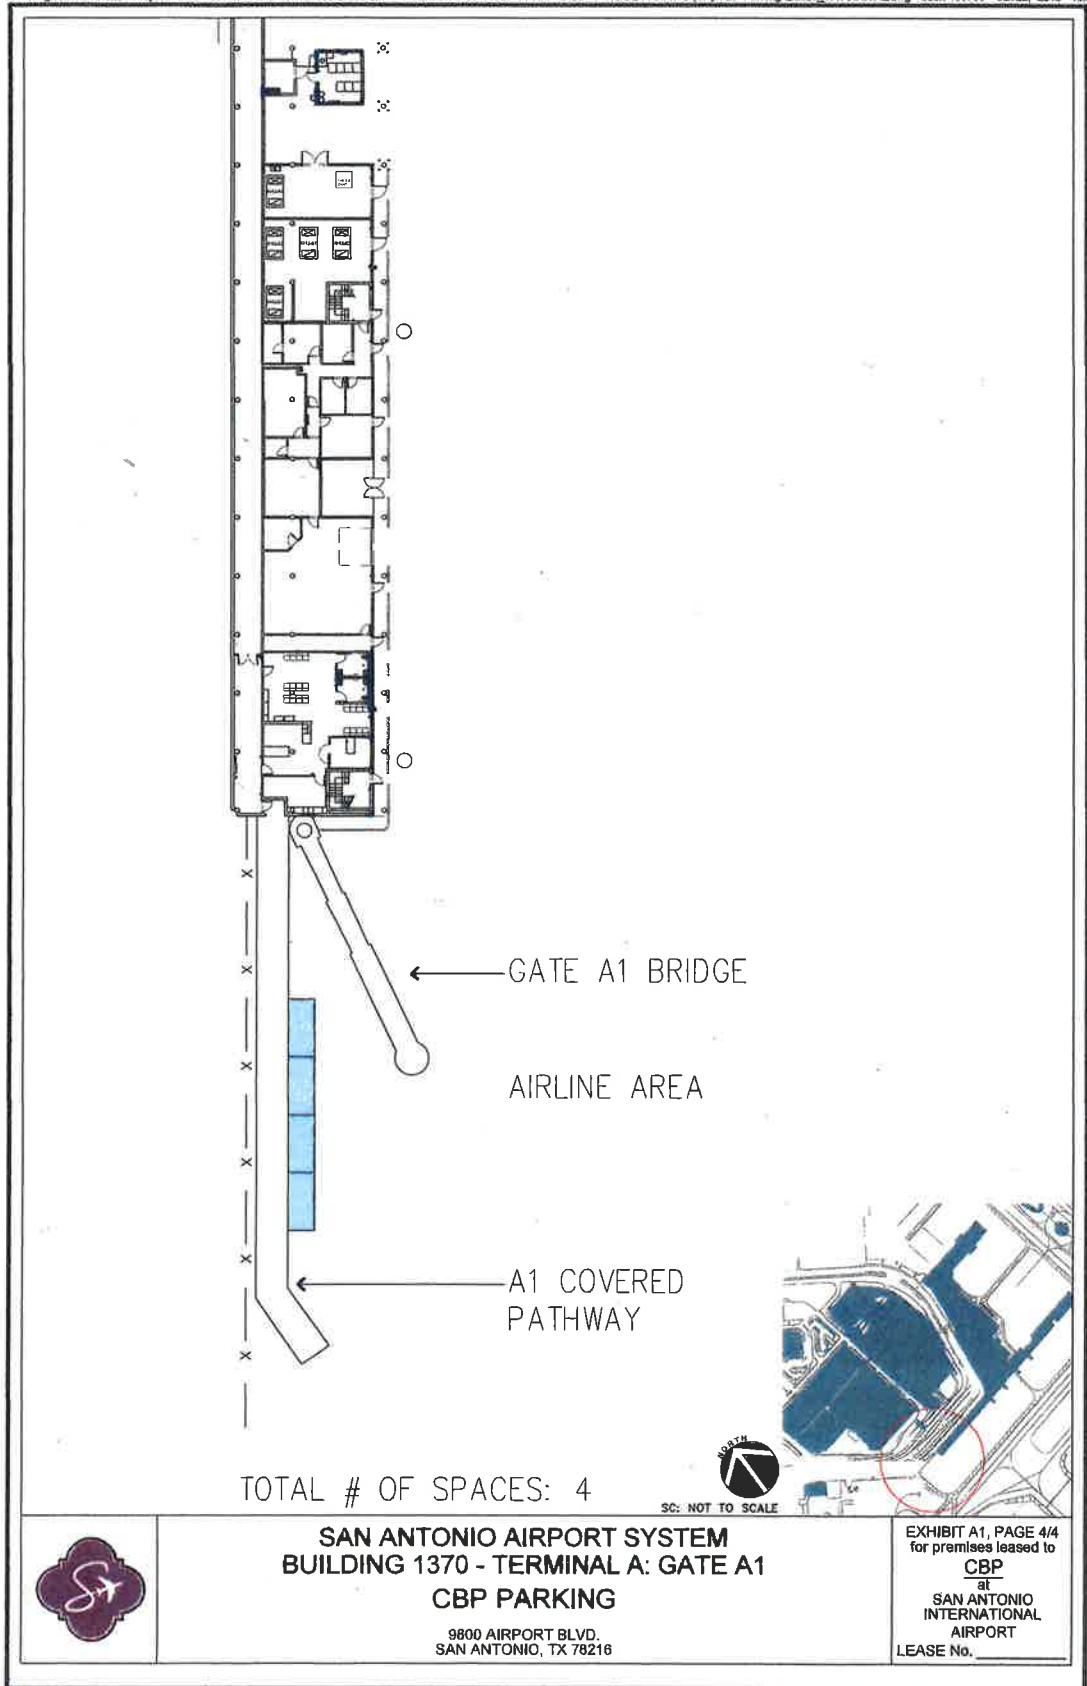 GATE A1 BRIDGE
AIRLINE AREA
A1 COVERED
PATHWAY
TOTAL # OF SPACES: 4
NORTH
SC: NOT TO SCALE
SAN ANTONIO AIRPORT SYSTEM
BUILDING 1370 - TERMINAL A: GATE A1
CBP PARKING
9800 AIRPORT BLVD.
SAN ANTONIO, TX 78216
EXHIBIT A1, PAGE 4/4
for premises leased to
CBP
at
SAN ANTONIO
INTERNATIONAL
AIRPORT
LEASE No.